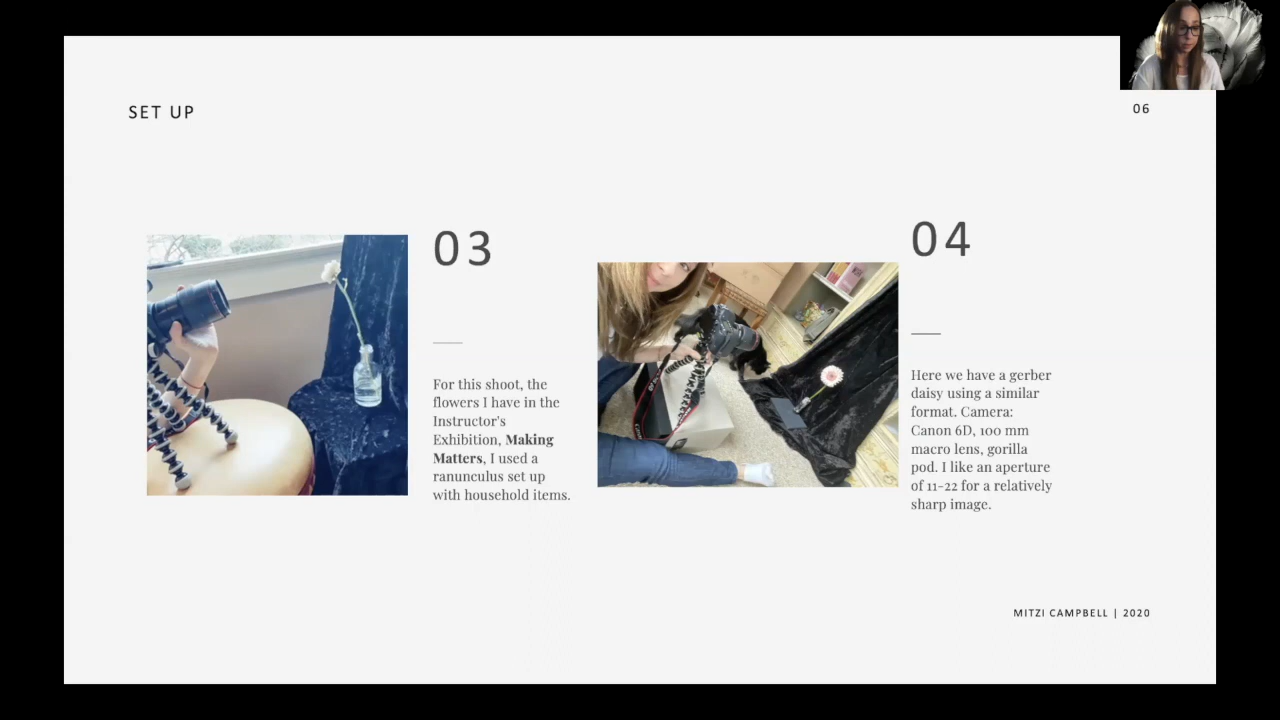 SET UP
06
03
For this shoot, the
flowers I have in the
Instructor's
Exhibition, Making
Matters, I used a
ranunculus set up
with household items.
04
Here we have a gerber
daisy using a similar
format. Camera:
Canon 6D, 100 mm
macro lens, gorilla
pod. I like an aperture
of 11-22 for a relatively
sharp image.
MITZI CAMPBELL | 2020